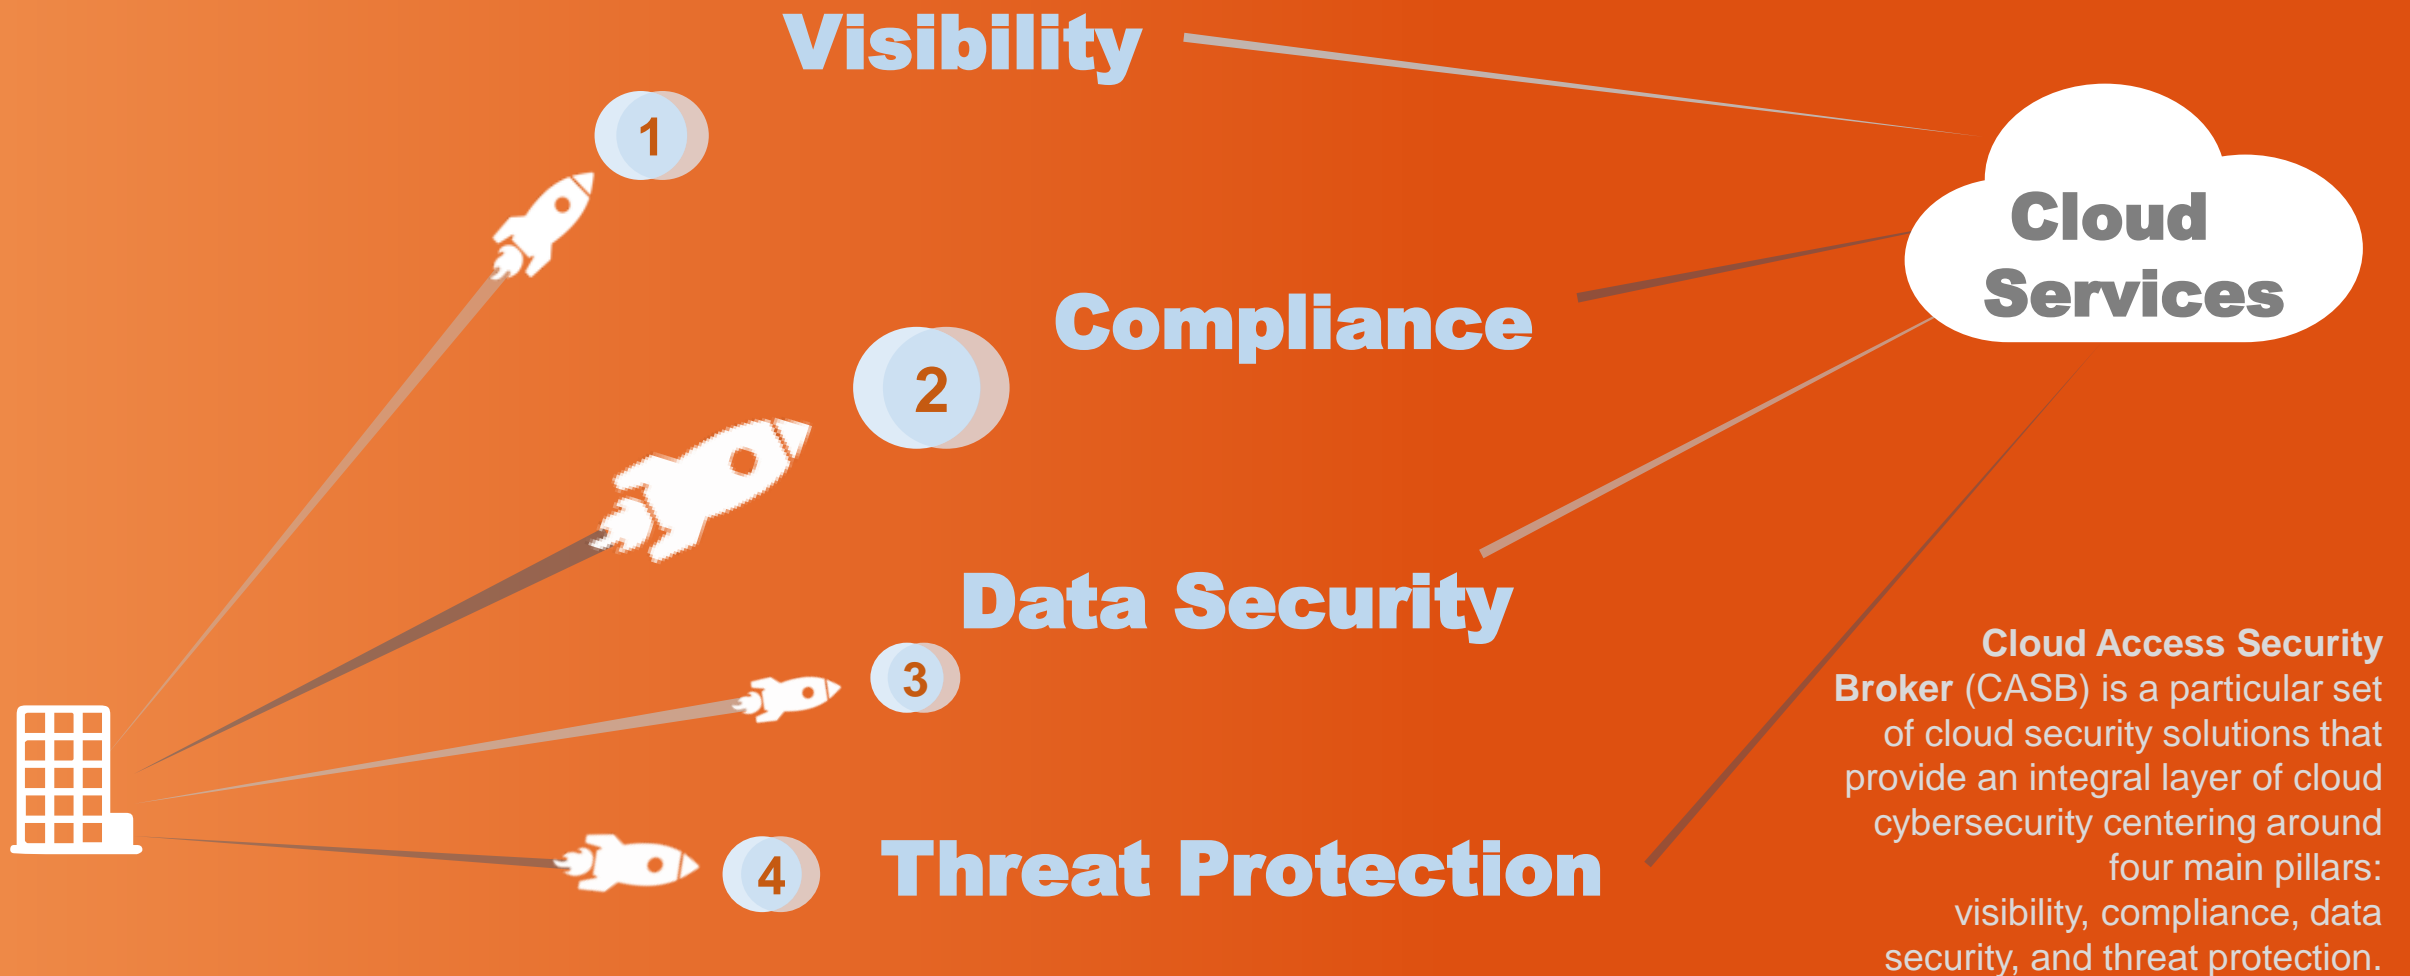 Visibility
1
Cloud
Services
Compliance
2
Data Security
3
Threat Protection
4
Cloud Access Security
Broker (CASB) is a particular set
of cloud security solutions that
provide an integral layer of cloud
cybersecurity centering around
four main pillars:
visibility, compliance, data
security, and threat protection.